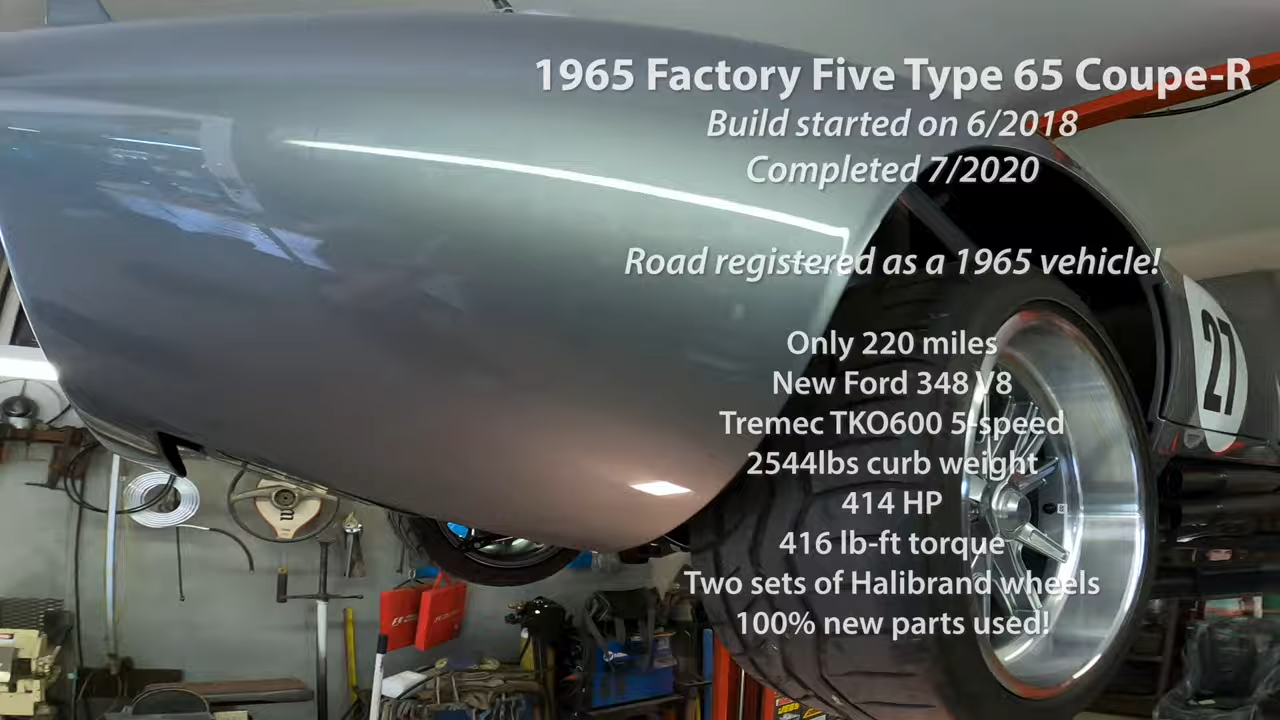 1965 Factory Five Type 65 Coupe-R
Build started on 6/2018
Completed 7/2020
Road registered as a 1965 vehicle!
Only 220 miles
New Ford 348 V8
Tremec TKO600 5-speed
2544lbs curb weight
414 HP
416 lb-ft torque
Two sets of Halibrand wheels
100% new parts used!
27